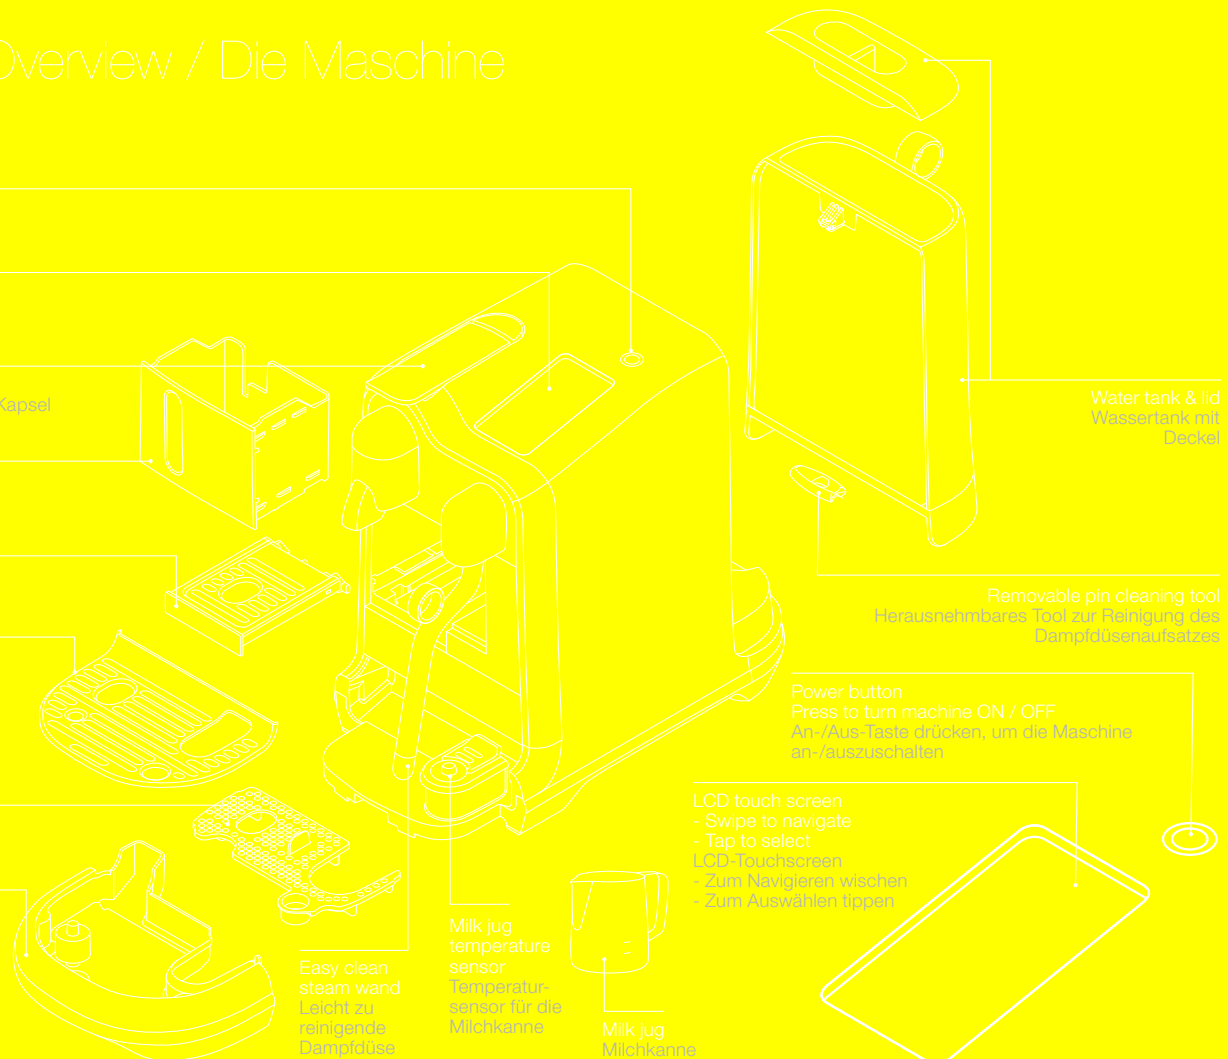 Overview / Die Maschine
Kapsel
Water tank & lid
Wassertank mit
Deckel
Removable pin cleaning tool
Herausnehmbares Tool zur Reinigung des
Dampfdüsenaufsatzes
Power button
Press to turn machine ON / OFF
An-/Aus-Taste drücken, um die Maschine
an-/auszuschalten
LCD touch screen
- Swipe to navigate
- Tap to select
LCD-Touchscreen
- Zum Navigieren wischen
- Zum Auswählen tippen
Milk jug
temperature
sensor
Temperatur-
sensor für die
Milchkanne
Easy clean
steam wand
Leicht zu
reinigende
Dampfdüse
Milk jug
Milchkanne